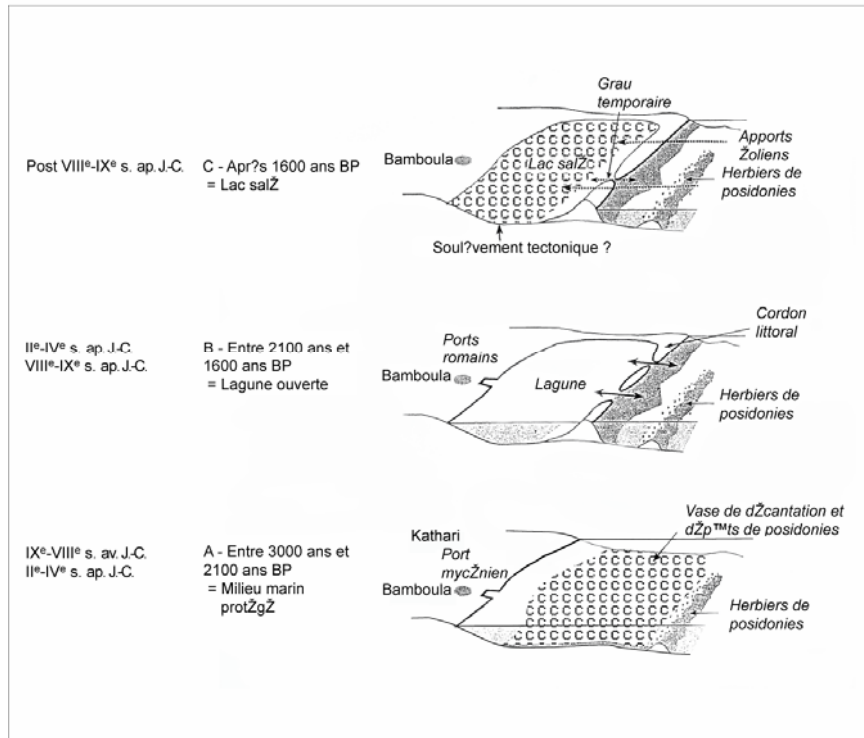 Post VIIIᵉ-IXᵉ s. ap. J.-C.
C - Apr?s 1600 ans BP
= Lac salŽ
Grau
temporaire
Bamboula
Lac salŽ
Apports
Žoliens
Herbiers de
posidonies
Soul?vement tectonique ?
IIᵉ-IVᵉ s. ap. J.-C.
VIIIᵉ-IXᵉ s. ap. J.-C.
B - Entre 2100 ans et
1600 ans BP
= Lagune ouverte
Ports
romains
Bamboula
Lagune
Cordon
littoral
Herbiers de
posidonies
IXᵉ-VIIIᵉ s. av. J.-C.
IIᵉ-IVᵉ s. ap. J.-C.
A - Entre 3000 ans et
2100 ans BP
= Milieu marin
protŽgŽ
Kathari
Port
mycŽnien
Bamboula
Vase de dŽcantation et
dŽp™ts de posidonies
Herbiers de
posidonies